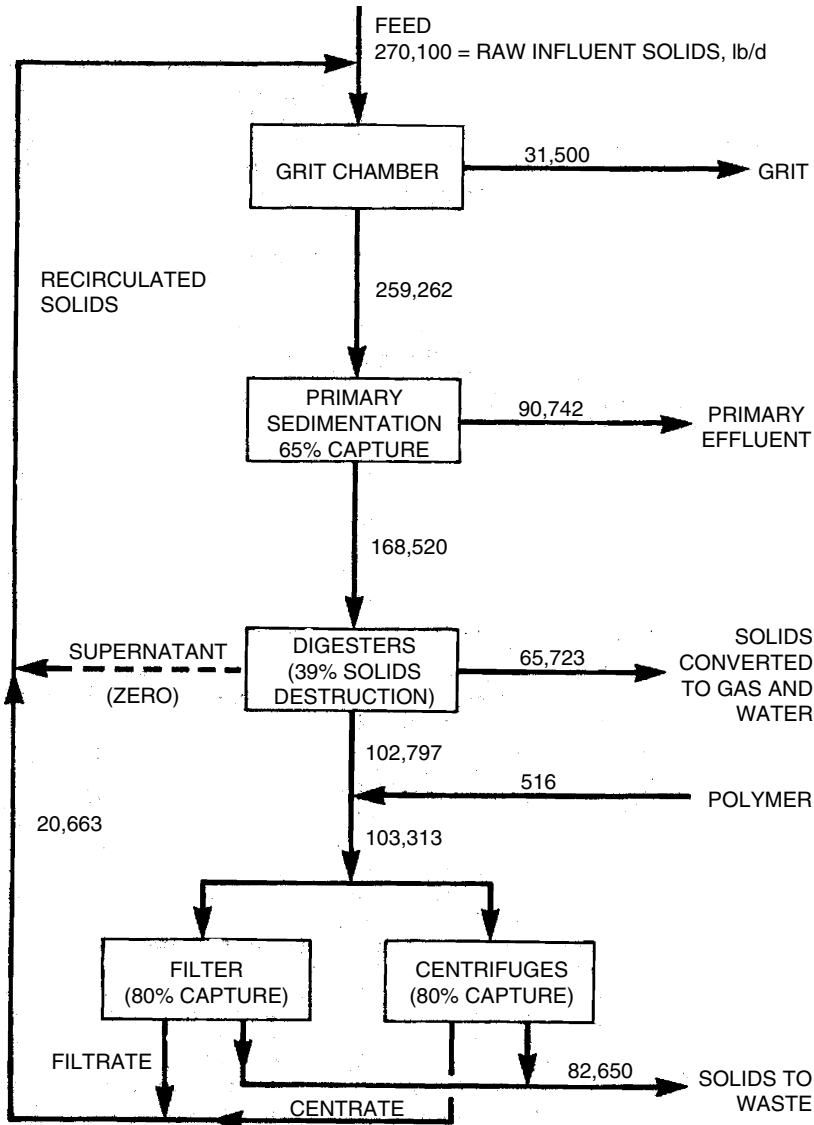 FEED
270,100 = RAW INFLUENT SOLIDS, lb/d
GRIT CHAMBER
31,500
GRIT
RECIRCULATED
SOLIDS
259,262
PRIMARY
SEDIMENTATION
65% CAPTURE
90,742
PRIMARY
EFFLUENT
168,520
SUPERNATANT
(ZERO)
DIGESTERS
(39% SOLIDS
DESTRUCTION)
65,723
SOLIDS
CONVERTED
TO GAS AND
WATER
102,797
516
POLYMER
20,663
103,313
FILTER
(80% CAPTURE)
CENTRIFUGES
(80% CAPTURE)
FILTRATE
82,650
SOLIDS TO
WASTE
CENTRATE